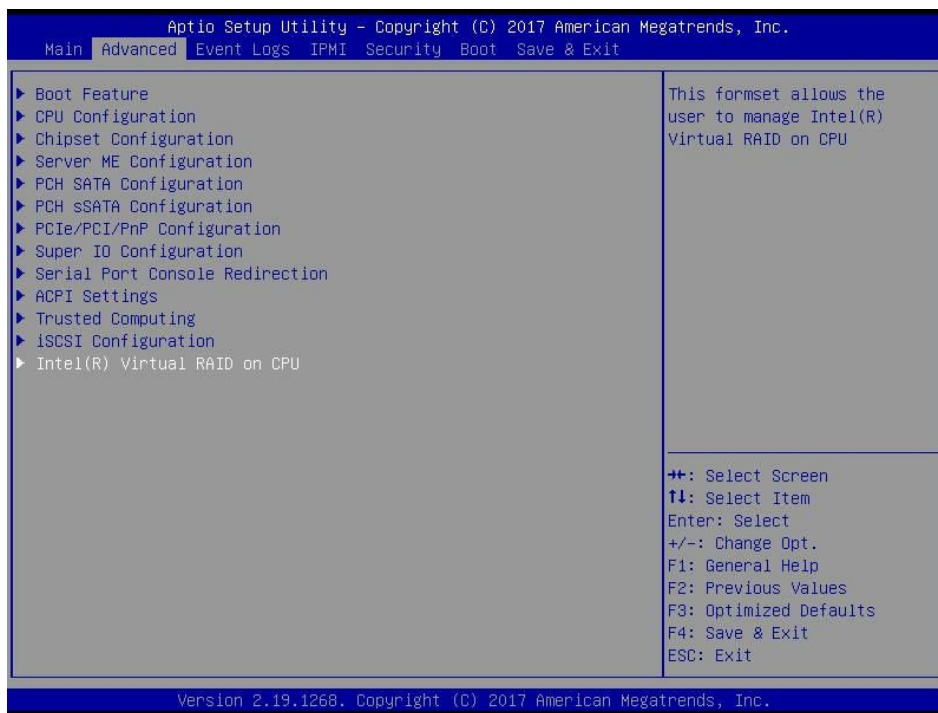 Aptio Setup Utility – Copyright (C) 2017 American Megatrends, Inc.
Main Advanced Event Logs IPMI Security Boot Save & Exit
▶ Boot Feature
▶ CPU Configuration
▶ Chipset Configuration
▶ Server ME Configuration
▶ PCH SATA Configuration
▶ PCH sSATA Configuration
▶ PCIe/PCI/PnP Configuration
▶ Super IO Configuration
▶ Serial Port Console Redirection
▶ ACPI Settings
▶ Trusted Computing
▶ iSCSI Configuration
▶ Intel(R) Virtual RAID on CPU
This formset allows the
user to manage Intel(R)
Virtual RAID on CPU
→←: Select Screen
↑↓: Select Item
Enter: Select
+/-: Change Opt.
F1: General Help
F2: Previous Values
F3: Optimized Defaults
F4: Save & Exit
ESC: Exit
Version 2.19.1268. Copyright (C) 2017 American Megatrends, Inc.